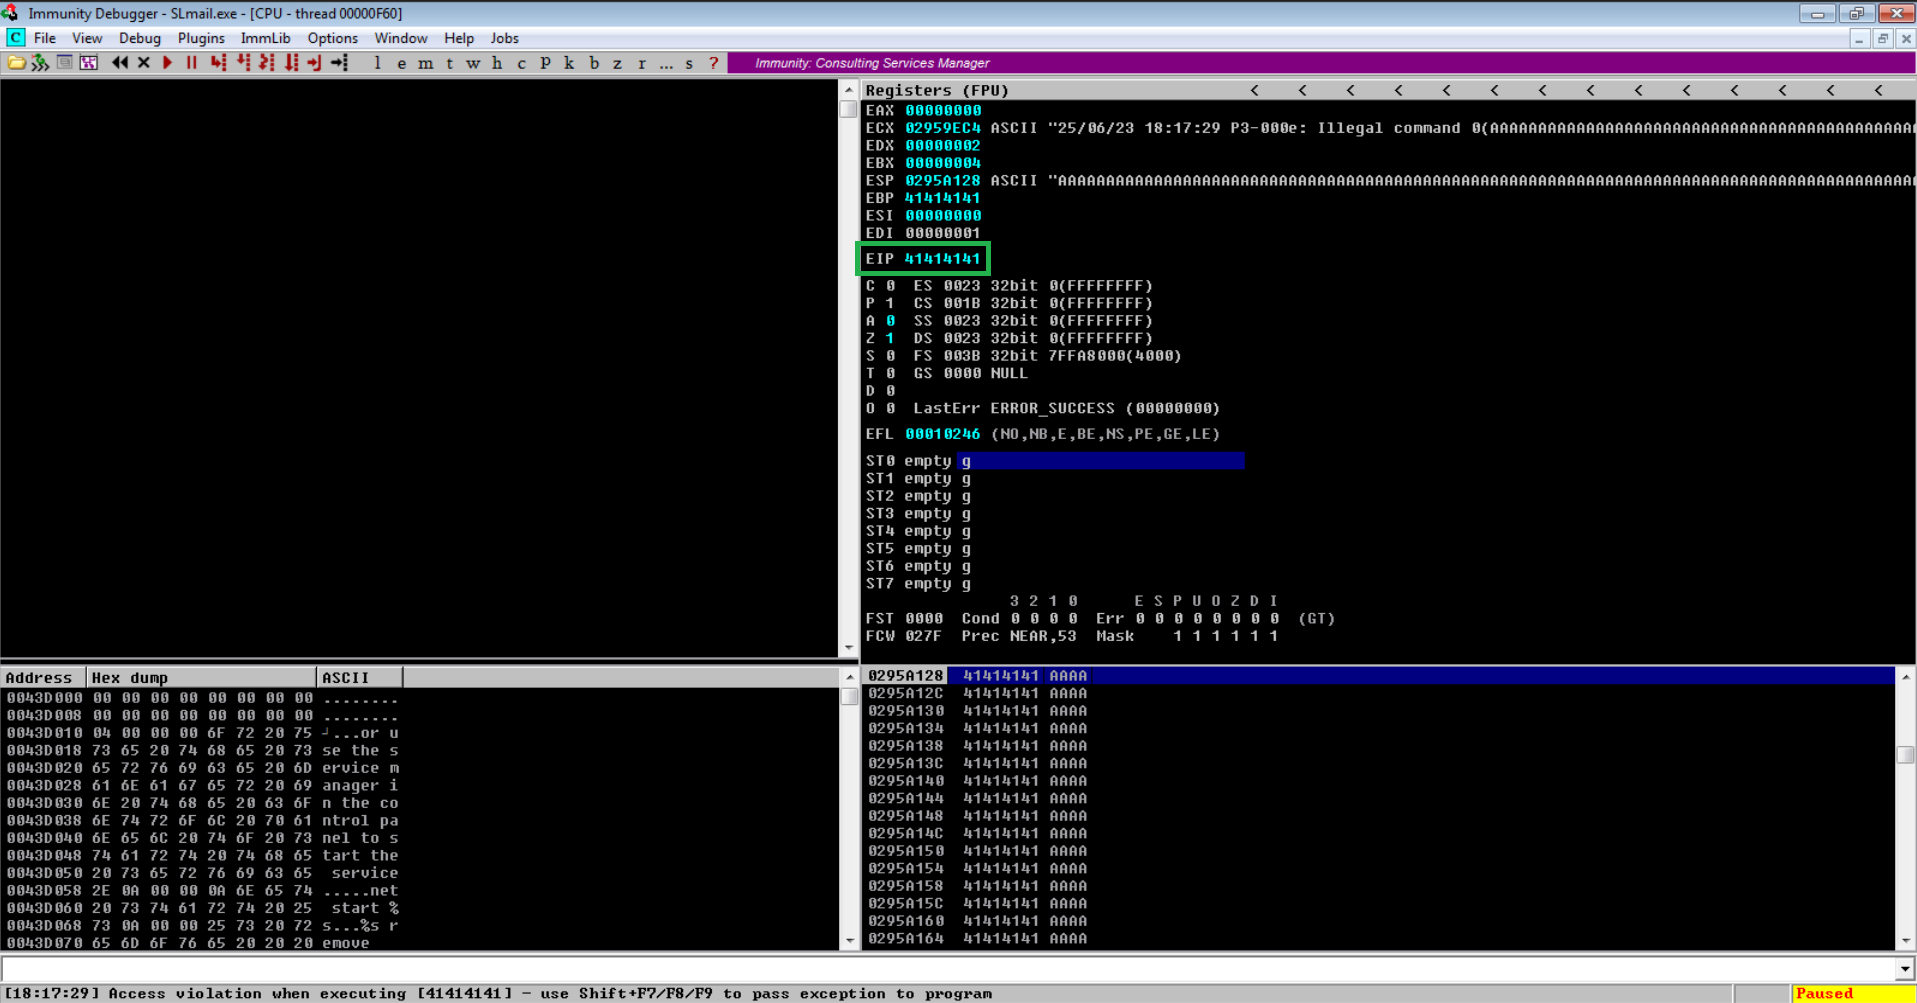 Immunity Debugger - SLmail.exe - [CPU - thread 00000F60]
C File View Debug Plugins ImmLib Options Window Help Jobs
l e m t w h c P k b z r ... s ? Immunity: Consulting Services Manager
Registers (FPU) < < < < < < < < < < < < < <
EAX 00000000
ECX 02959EC4 ASCII "25/06/23 18:17:29 P3-000e: Illegal command 0(AAAAAAAAAAAAAAAAAAAAAAAAAAAAAAAAAAAAAAAAAAAA
EDX 00000002
EBX 00000004
ESP 0295A128 ASCII "AAAAAAAAAAAAAAAAAAAAAAAAAAAAAAAAAAAAAAAAAAAAAAAAAAAAAAAAAAAAAAAAAAAAAAAAAAAAAAAAAAAAAAAAA
EBP 41414141
ESI 00000000
EDI 00000001
EIP 41414141
C 0 ES 0023 32bit 0(FFFFFFFF)
P 1 CS 001B 32bit 0(FFFFFFFF)
A 0 SS 0023 32bit 0(FFFFFFFF)
Z 1 DS 0023 32bit 0(FFFFFFFF)
S 0 FS 003B 32bit 7FFA8000(4000)
T 0 GS 0000 NULL
D 0
O 0 LastErr ERROR_SUCCESS (00000000)
EFL 00010246 (NO,NB,E,BE,NS,PE,GE,LE)
ST0 empty g
ST1 empty g
ST2 empty g
ST3 empty g
ST4 empty g
ST5 empty g
ST6 empty g
ST7 empty g
3 2 1 0 E S P U O Z D I
FST 0000 Cond 0 0 0 0 Err 0 0 0 0 0 0 0 0 (GT)
FCW 027F Prec NEAR,53 Mask 1 1 1 1 1 1
Address Hex dump ASCII
0043D000 00 00 00 00 00 00 00 00 ........
0043D008 00 00 00 00 00 00 00 00 ........
0043D010 04 00 00 00 6F 72 20 75 ┘...or u
0043D018 73 65 20 74 68 65 20 73 se the s
0043D020 65 72 76 69 63 65 20 6D ervice m
0043D028 61 6E 61 67 65 72 20 69 anager i
0043D030 6E 20 74 68 65 20 63 6F n the co
0043D038 6E 74 72 6F 6C 20 70 61 ntrol pa
0043D040 6E 65 6C 20 74 6F 20 73 nel to s
0043D048 74 61 72 74 20 74 68 65 tart the
0043D050 20 73 65 72 76 69 63 65 service
0043D058 2E 0A 00 00 0A 6E 65 74 .....net
0043D060 20 73 74 61 72 74 20 25 start %
0043D068 73 0A 00 00 25 73 20 72 s...%s r
0043D070 65 6D 6F 76 65 20 20 20 emove
0295A128 41414141 AAAA
0295A12C 41414141 AAAA
0295A130 41414141 AAAA
0295A134 41414141 AAAA
0295A138 41414141 AAAA
0295A13C 41414141 AAAA
0295A140 41414141 AAAA
0295A144 41414141 AAAA
0295A148 41414141 AAAA
0295A14C 41414141 AAAA
0295A150 41414141 AAAA
0295A154 41414141 AAAA
0295A158 41414141 AAAA
0295A15C 41414141 AAAA
0295A160 41414141 AAAA
0295A164 41414141 AAAA
[18:17:29] Access violation when executing [41414141] - use Shift+F7/F8/F9 to pass exception to program
Paused